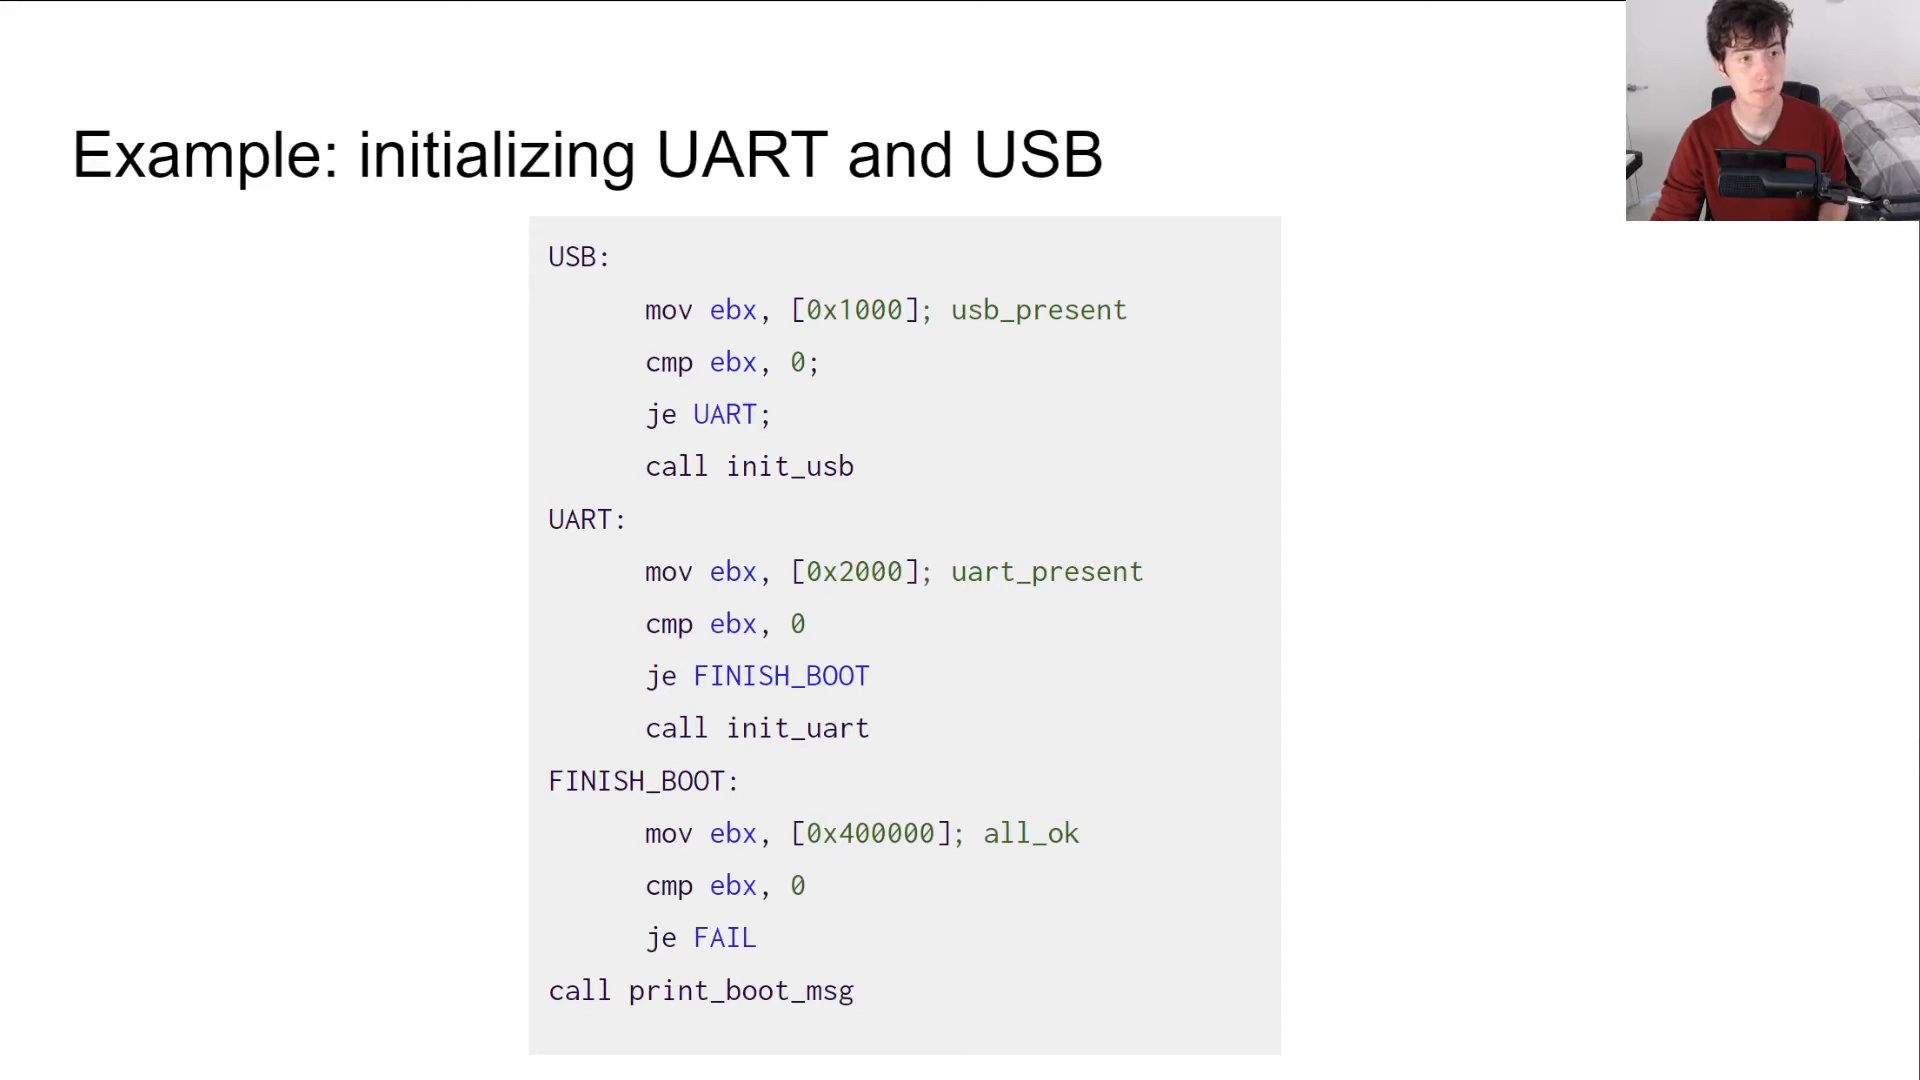 Example: initializing UART and USB
USB:
mov ebx, [0x1000]; usb_present
cmp ebx, 0;
je UART;
call init_usb
UART:
mov ebx, [0x2000]; uart_present
cmp ebx, 0
je FINISH_BOOT
call init_uart
FINISH_BOOT:
mov ebx, [0x400000]; all_ok
cmp ebx, 0
je FAIL
call print_boot_msg